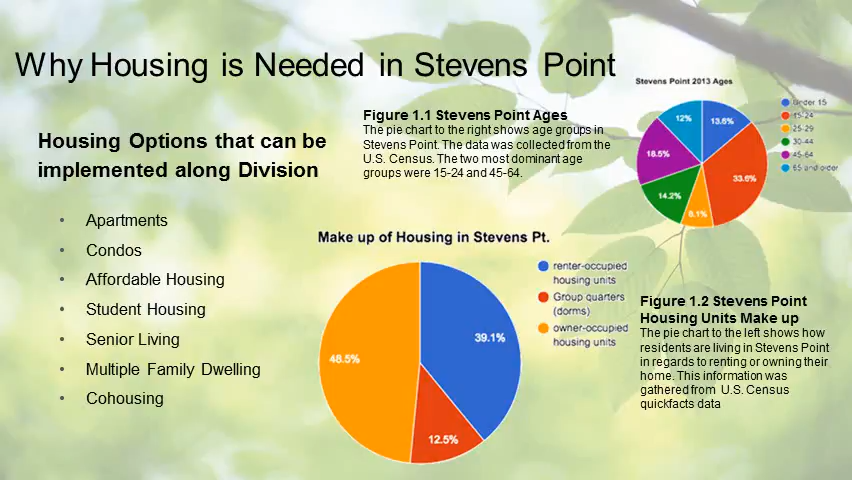 Why Housing is Needed in Stevens Point
Housing Options that can be
implemented along Division
• Apartments
• Condos
• Affordable Housing
• Student Housing
• Senior Living
• Multiple Family Dwelling
• Cohousing
Figure 1.1 Stevens Point Ages
The pie chart to the right shows age groups in
Stevens Point. The data was collected from the
U.S. Census. The two most dominant age
groups were 15-24 and 45-64.
Stevens Point 2013 Ages
12%
13.6%
18.5%
33.6%
14.2%
8.1%
Under 15
15-24
25-29
30-44
45-64
65 and older
Make up of Housing in Stevens Pt.
48.5%
39.1%
12.5%
renter-occupied
housing units
Group quarters
(dorms)
owner-occupied
housing units
Figure 1.2 Stevens Point
Housing Units Make up
The pie chart to the left shows how
residents are living in Stevens Point
in regards to renting or owning their
home. This information was
gathered from U.S. Census
quickfacts data